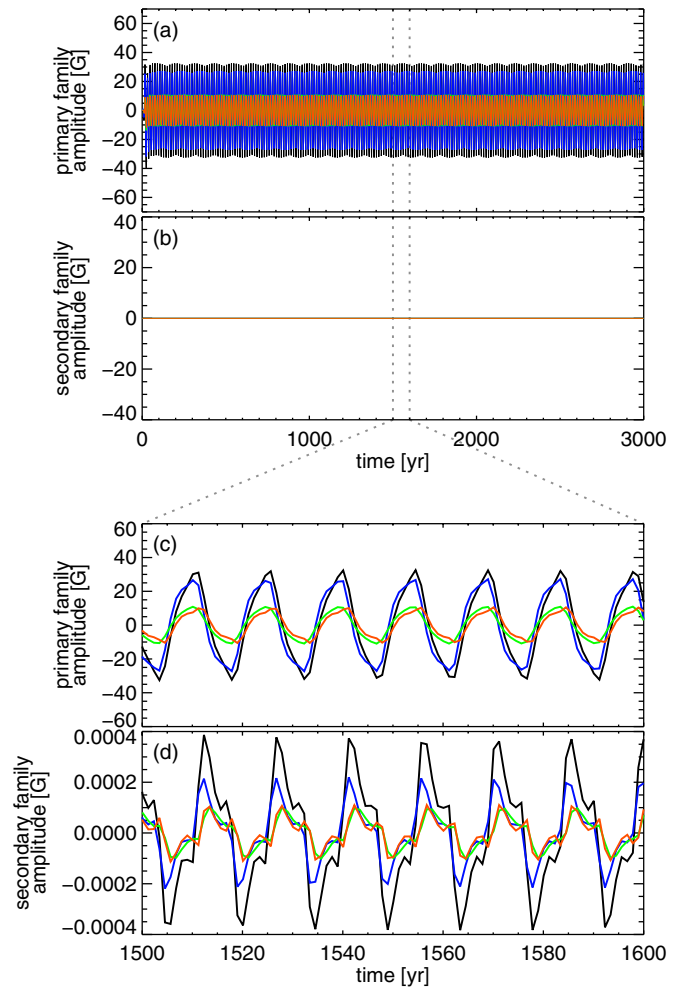 (a)
60
40
20
0
−20
−40
−60
primary family
amplitude [G]
(b)
40
20
0
−20
−40
secondary family
amplitude [G]
0 1000 2000 3000
time [yr]
(c)
60
40
20
0
−20
−40
−60
primary family
amplitude [G]
(d)
0.0004
0.0002
0.0000
−0.0002
−0.0004
secondary family
amplitude [G]
1500 1520 1540 1560 1580 1600
time [yr]